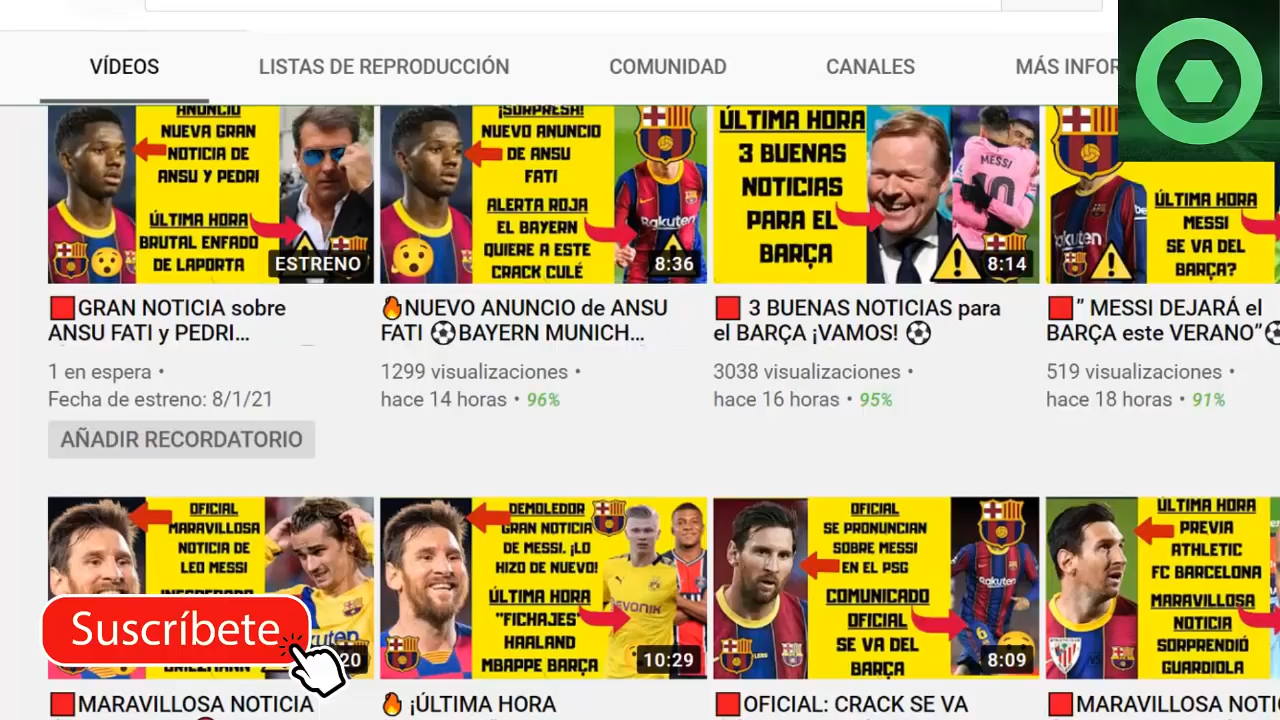 VÍDEOS
LISTAS DE REPRODUCCIÓN
COMUNIDAD
CANALES
MÁS INFOR
ANUNCIO
NUEVA GRAN
NOTICIA DE
ANSU Y PEDRI
ÚLTIMA HORA
BRUTAL ENFADO
DE LAPORTA
ESTRENO
¡SORPRESA!
NUEVO ANUNCIO
DE ANSU
FATI
ALERTA ROJA
EL BAYERN
QUIERE A ESTE
CRACK CULÉ
Rakuten
8:36
ÚLTIMA HORA
3 BUENAS
NOTICIAS
PARA EL
BARÇA
MESSI
10
8:14
ÚLTIMA HORA
MESSI
SE VA DEL
BARÇA?
GRAN NOTICIA sobre
ANSU FATI y PEDRI...
1 en espera •
Fecha de estreno: 8/1/21
AÑADIR RECORDATORIO
NUEVO ANUNCIO de ANSU
FATI ⚽BAYERN MUNICH...
1299 visualizaciones •
hace 14 horas • 96%
3 BUENAS NOTICIAS para
el BARÇA ¡VAMOS! ⚽
3038 visualizaciones •
hace 16 horas • 95%
” MESSI DEJARÁ el
BARÇA este VERANO”
519 visualizaciones •
hace 18 horas • 91%
OFICIAL
MARAVILLOSA
NOTICIA DE
LEO MESSI
Suscríbete
20
DEMOLEDOR
GRAN NOTICIA
DE MESSI. ¡LO
HIZO DE NUEVO!
ÚLTIMA HORA
"FICHAJES"
HAALAND
MBAPPE BARÇA
10:29
OFICIAL
SE PRONUNCIAN
SOBRE MESSI
EN EL PSG
COMUNICADO
OFICIAL
SE VA DEL
BARÇA
Rakuten
8:09
ÚLTIMA HORA
PREVIA
ATHLETIC
FC BARCELONA
MARAVILLOSA
NOTICIA
SORPRENDIÓ
GUARDIOLA
MARAVILLOSA NOTICIA
¡ÚLTIMA HORA
OFICIAL: CRACK SE VA
MARAVILLOSA NOTI